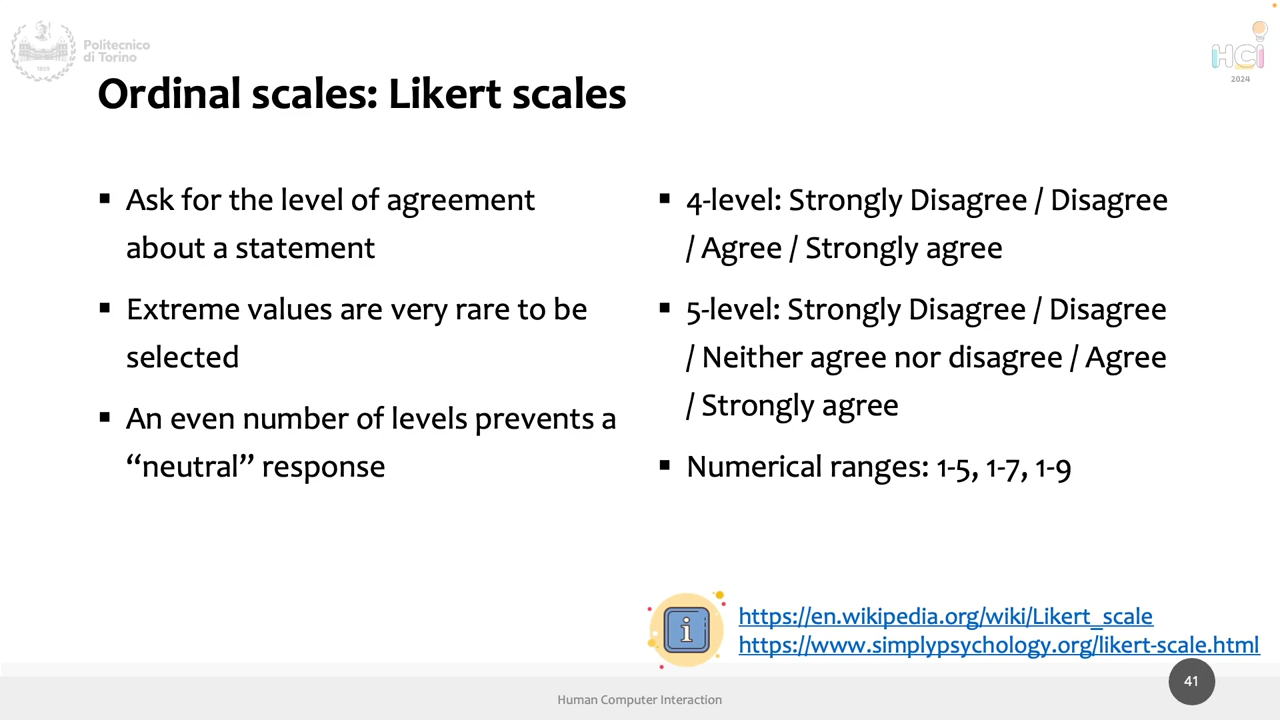 Politecnico
di Torino
1859
HCI
2024
Ordinal scales: Likert scales
▪ Ask for the level of agreement
about a statement
▪ Extreme values are very rare to be
selected
▪ An even number of levels prevents a
“neutral” response
▪ 4-level: Strongly Disagree / Disagree
/ Agree / Strongly agree
▪ 5-level: Strongly Disagree / Disagree
/ Neither agree nor disagree / Agree
/ Strongly agree
▪ Numerical ranges: 1-5, 1-7, 1-9
i
https://en.wikipedia.org/wiki/Likert_scale
https://www.simplypsychology.org/likert-scale.html
41
Human Computer Interaction